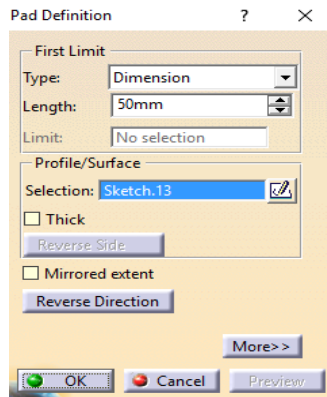 Pad Definition ? ×
First Limit
Type: Dimension
Length: 50mm
Limit: No selection
Profile/Surface
Selection: Sketch.13
Thick
Reverse Side
Mirrored extent
Reverse Direction
More>>
OK Cancel Preview